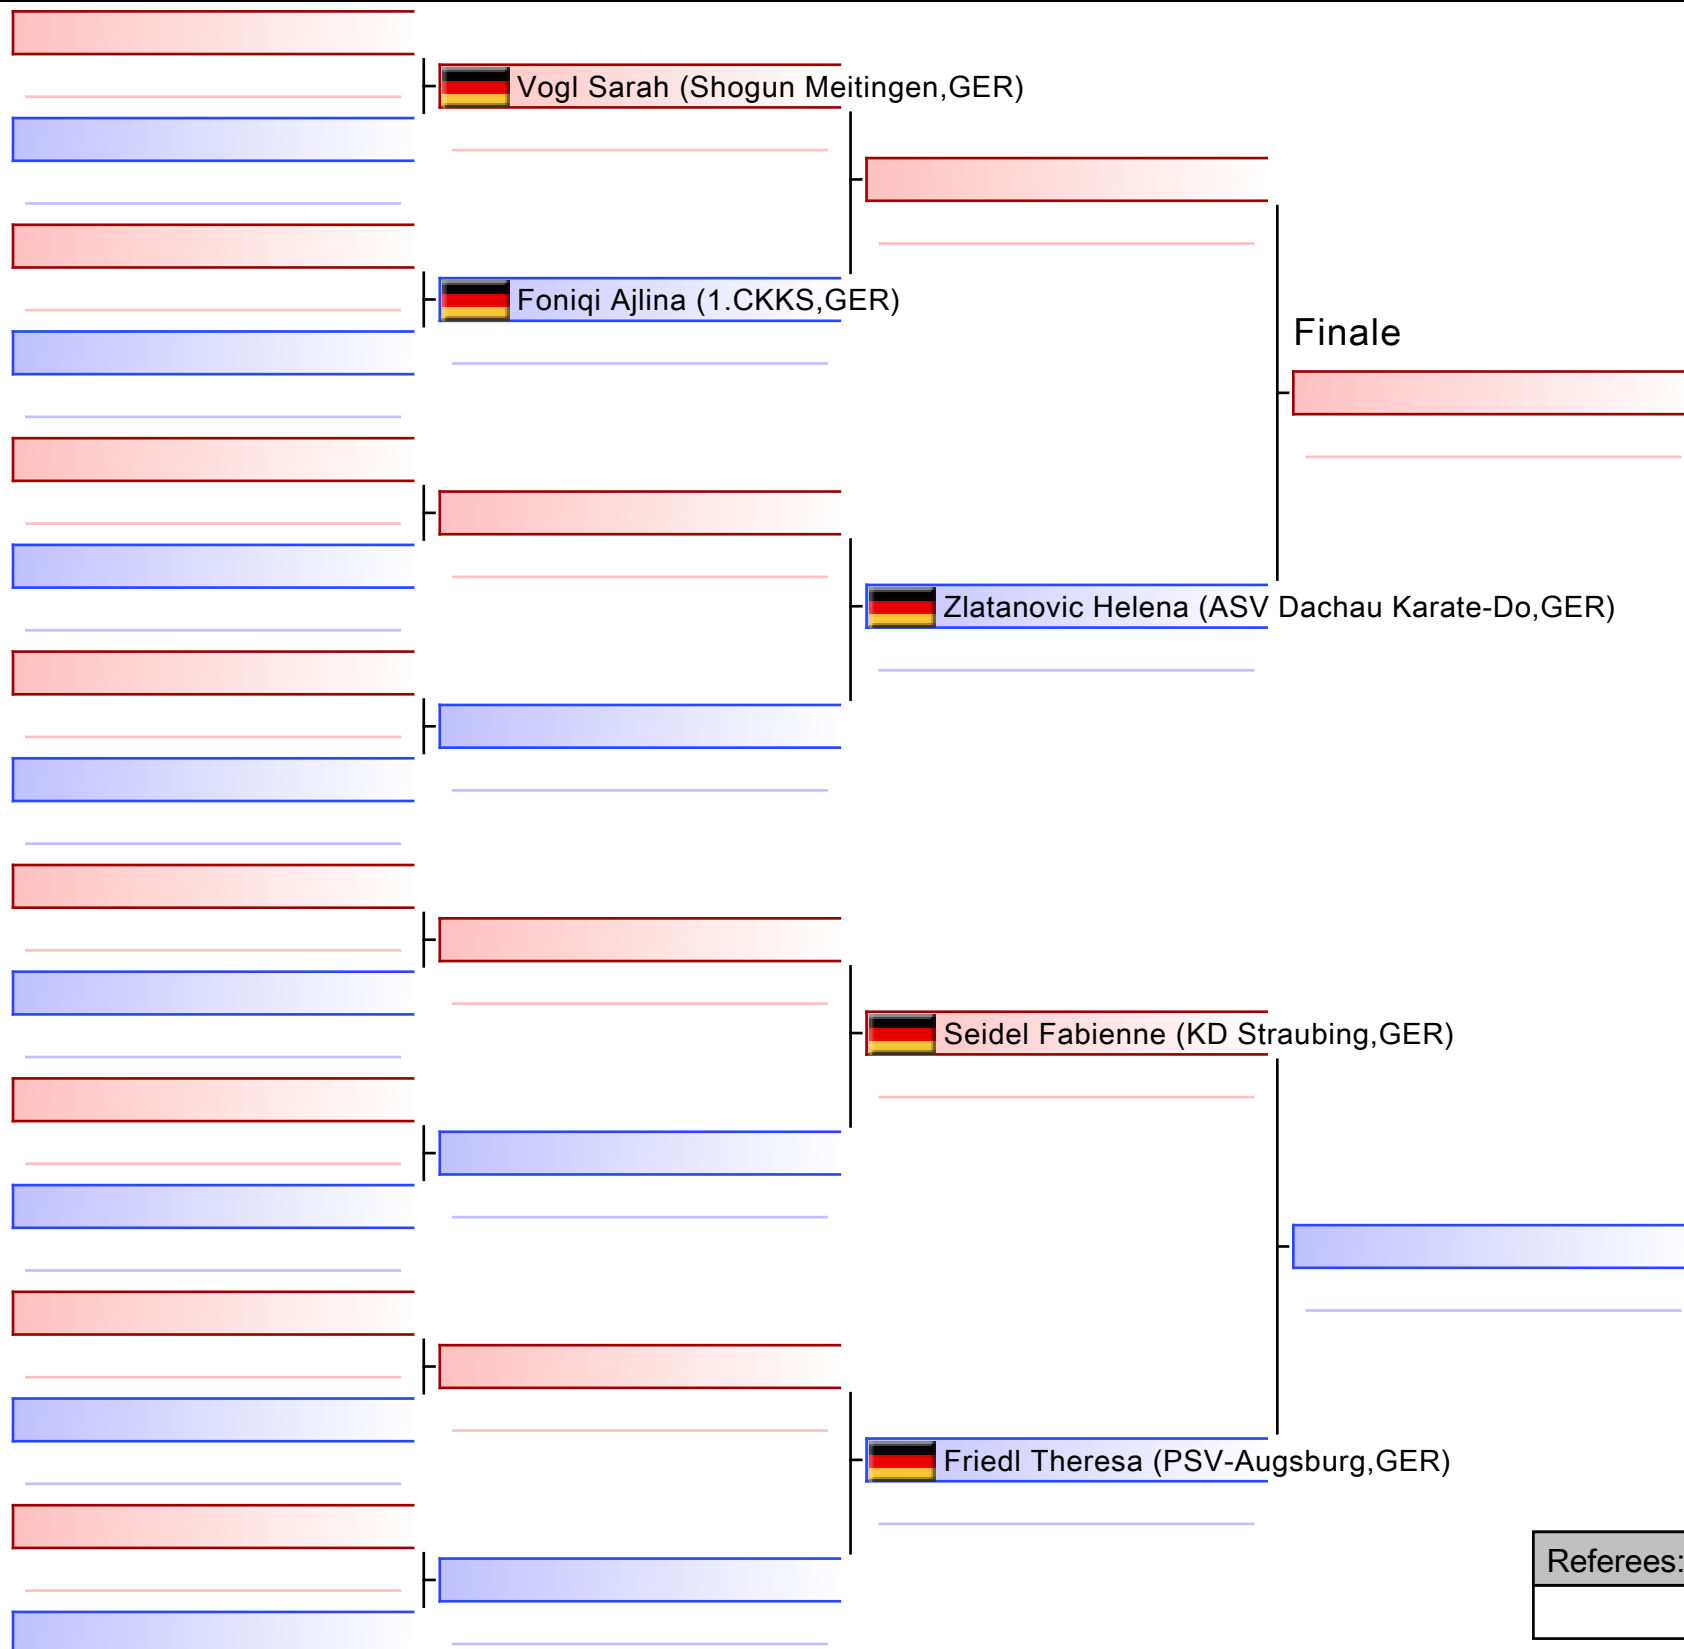 Vogl Sarah (Shogun Meitingen,GER)
Foniqi Ajlina (1.CKKS,GER)
Finale
Zlatanovic Helena (ASV Dachau Karate-Do,GER)
Seidel Fabienne (KD Straubing,GER)
Friedl Theresa (PSV-Augsburg,GER)
Referees: